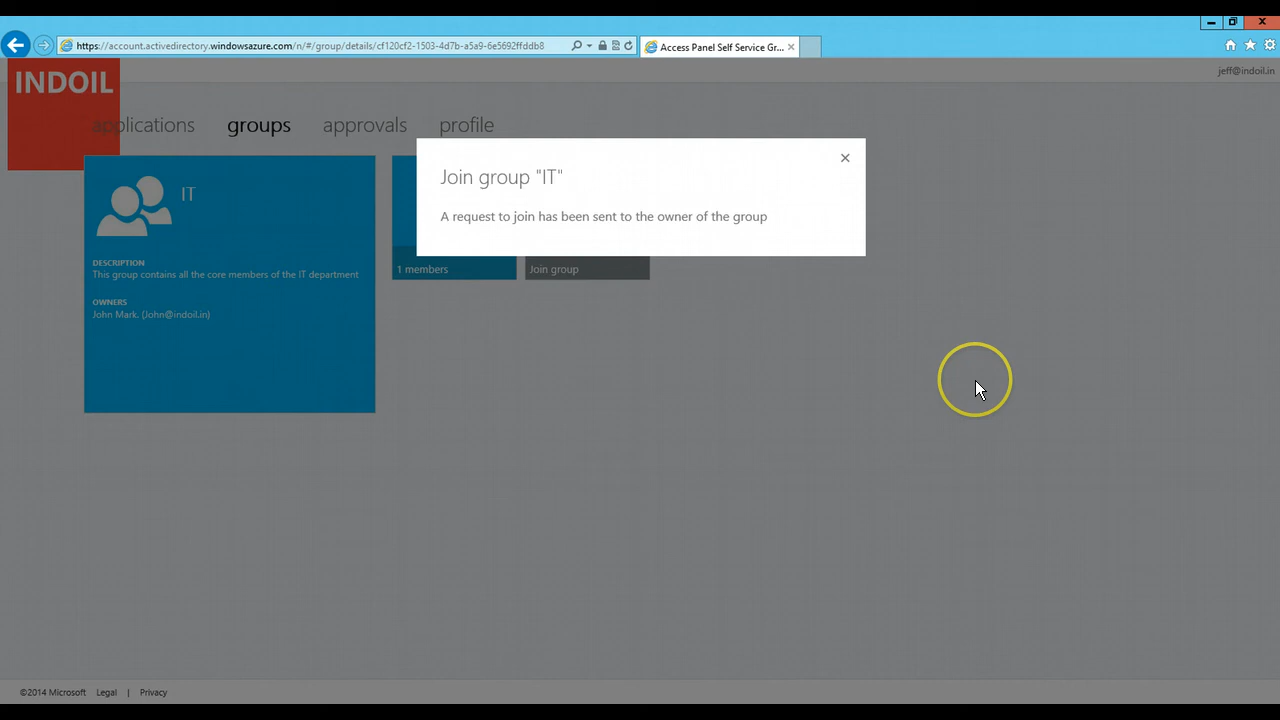 https://account.activedirectory.windowsazure.com/n/#/group/details/cf120cf2-1503-4d7b-a5a9-6e5692ffddb8
Access Panel Self Service Gr...
INDOIL
jeff@indoil.in
applications
groups
approvals
profile
IT
DESCRIPTION
This group contains all the core members of the IT department
OWNERS
John Mark. (John@indoil.in)
Join group "IT"
A request to join has been sent to the owner of the group
1 members
Join group
©2014 Microsoft Legal | Privacy